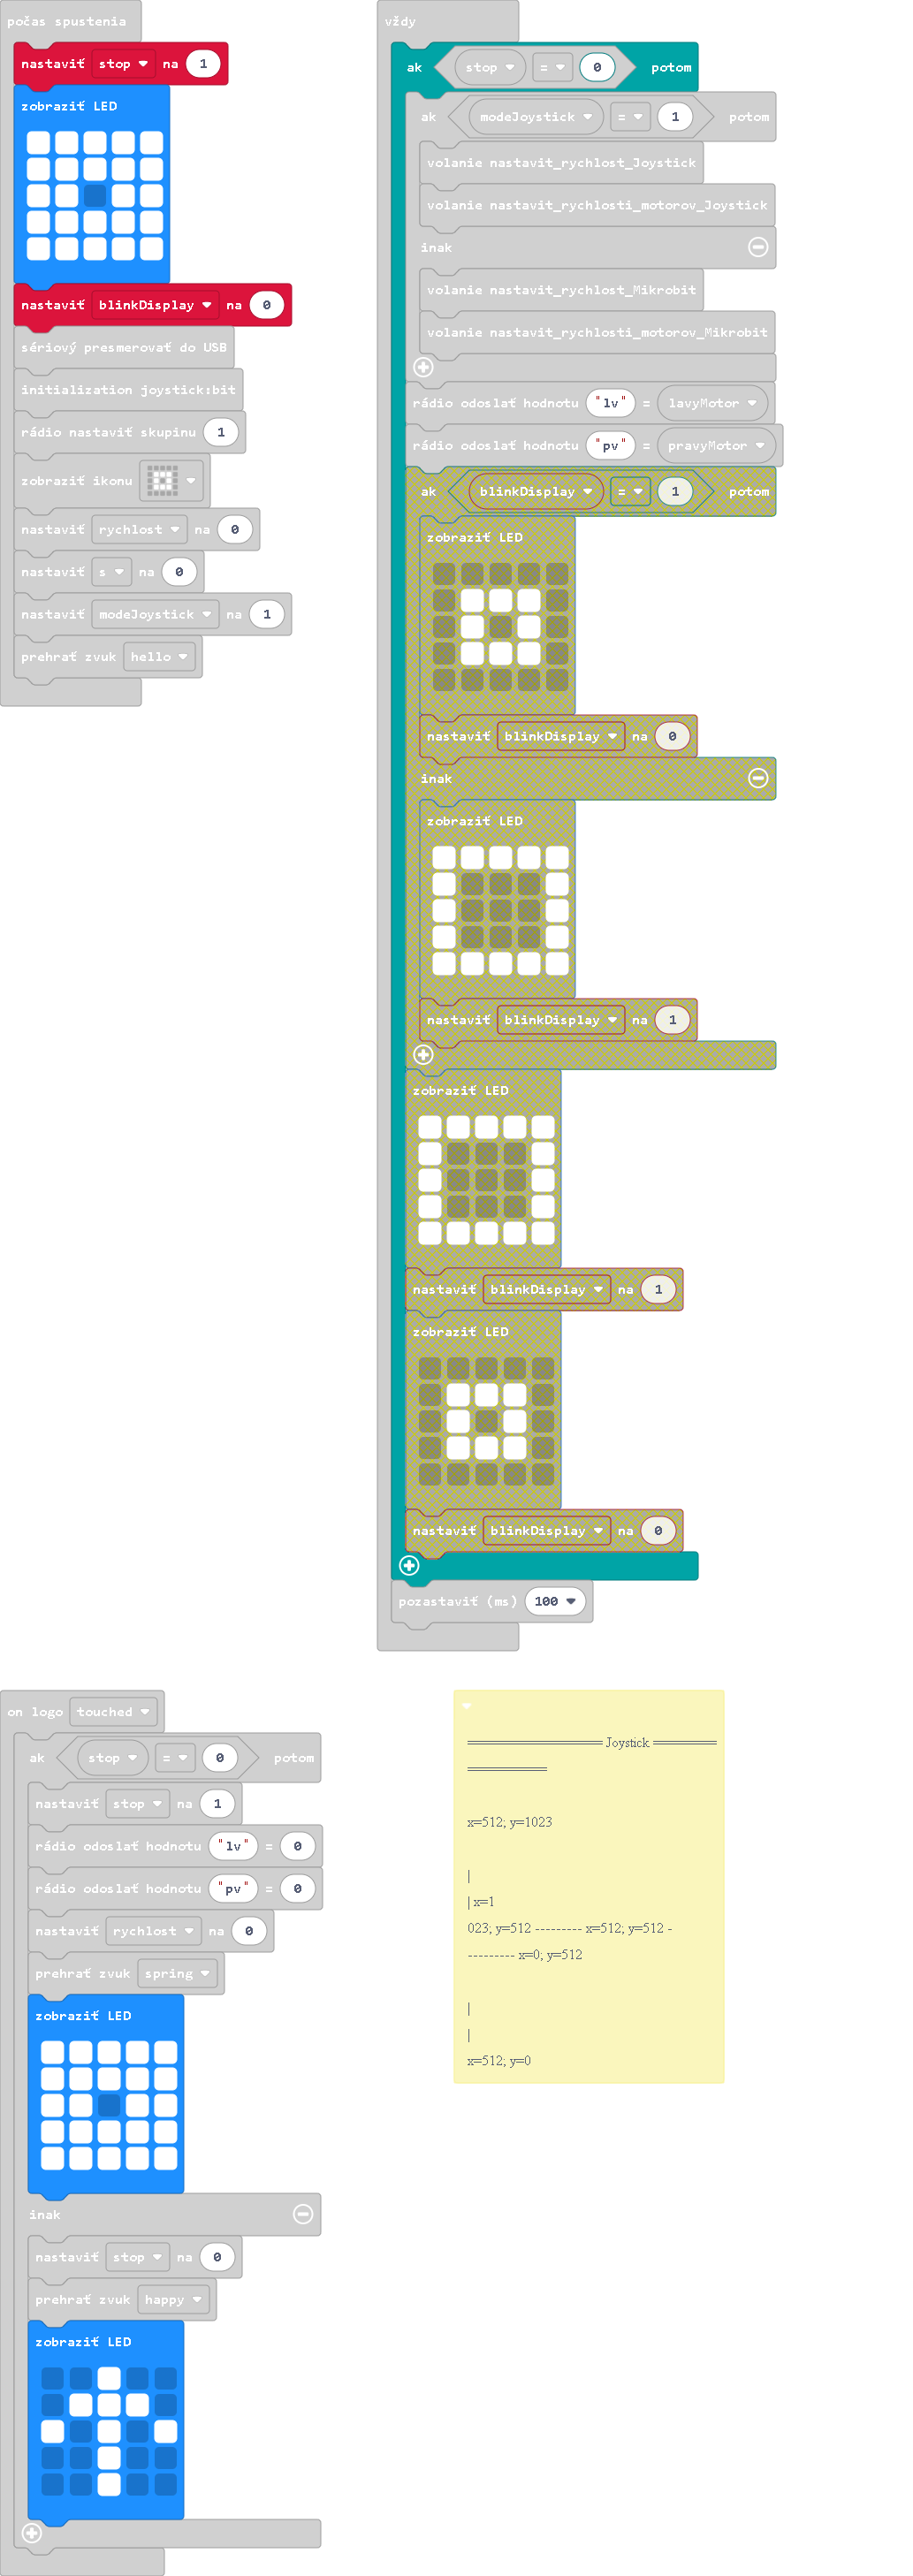 počas spustenia
nastaviť stop na 1
zobraziť LED
nastaviť blinkDisplay na 0
sériový presmerovať do USB
initialization joystick:bit
rádio nastaviť skupinu 1
zobraziť ikonu
nastaviť rychlost na 0
nastaviť s na 0
nastaviť modeJoystick na 1
prehrať zvuk hello
vždy
ak stop = 0 potom
ak modeJoystick = 1 potom
volanie nastavit_rychlost_Joystick
volanie nastavit_rychlosti_motorov_Joystick
inak
volanie nastavit_rychlost_Mikrobit
volanie nastavit_rychlosti_motorov_Mikrobit
rádio odoslať hodnotu "lv" = lavyMotor
rádio odoslať hodnotu "pv" = pravyMotor
ak blinkDisplay = 1 potom
zobraziť LED
nastaviť blinkDisplay na 0
inak
zobraziť LED
nastaviť blinkDisplay na 1
zobraziť LED
nastaviť blinkDisplay na 1
zobraziť LED
nastaviť blinkDisplay na 0
pozastaviť (ms) 100
on logo touched
ak stop = 0 potom
nastaviť stop na 1
rádio odoslať hodnotu "lv" = 0
rádio odoslať hodnotu "pv" = 0
nastaviť rychlost na 0
prehrať zvuk spring
zobraziť LED
inak
nastaviť stop na 0
prehrať zvuk happy
zobraziť LED
================= Joystick ========
==========
x=512; y=1023
|
| x=1
023; y=512 --------- x=512; y=512 -
--------- x=0; y=512
|
|
x=512; y=0